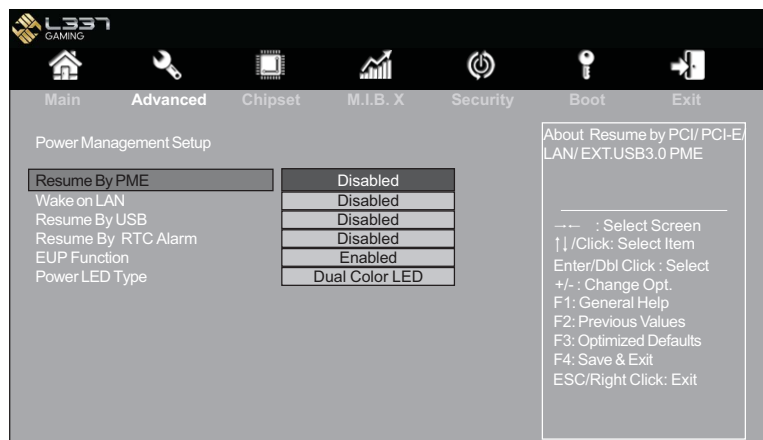 L337
GAMING
Main Advanced Chipset M.I.B. X Security Boot Exit
Power Management Setup
Resume By PME Disabled
Wake on LAN Disabled
Resume By USB Disabled
Resume By RTC Alarm Disabled
EUP Function Enabled
Power LED Type Dual Color LED
About Resume by PCI/ PCI-E/
LAN/ EXT.USB3.0 PME
→← : Select Screen
↑↓/Click: Select Item
Enter/Dbl Click : Select
+/- : Change Opt.
F1: General Help
F2: Previous Values
F3: Optimized Defaults
F4: Save & Exit
ESC/Right Click: Exit